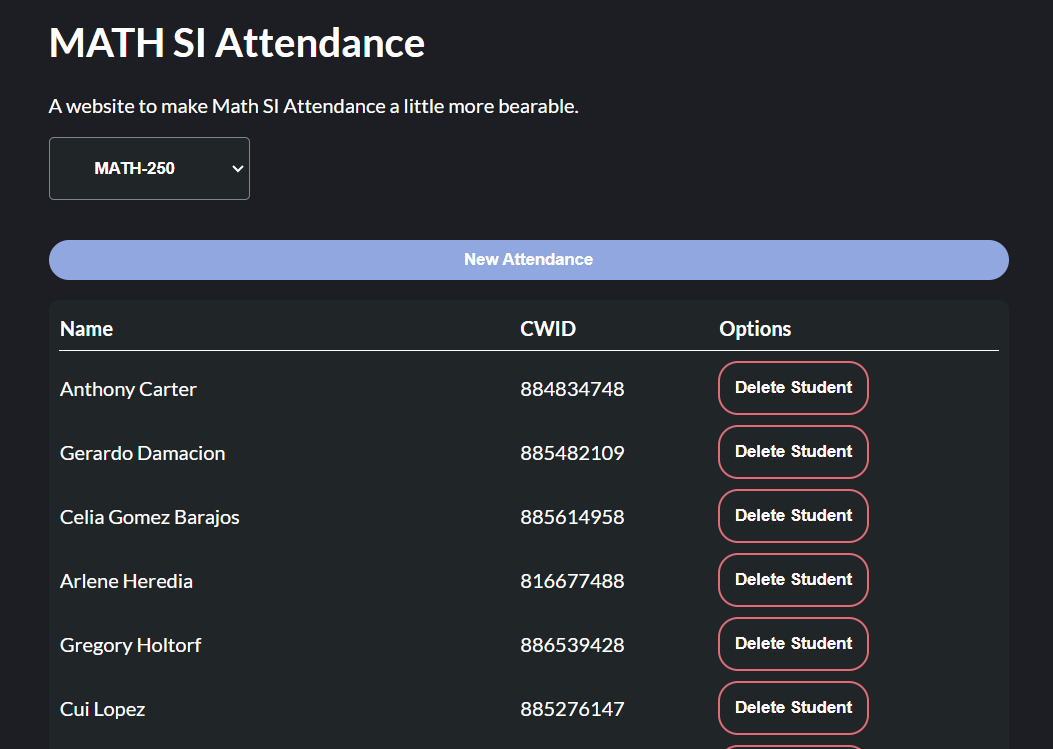 MATH SI Attendance
A website to make Math SI Attendance a little more bearable.
MATH-250
New Attendance
Name CWID Options
Anthony Carter 884834748 Delete Student
Gerardo Damacion 885482109 Delete Student
Celia Gomez Barajos 885614958 Delete Student
Arlene Heredia 816677488 Delete Student
Gregory Holtorf 886539428 Delete Student
Cui Lopez 885276147 Delete Student